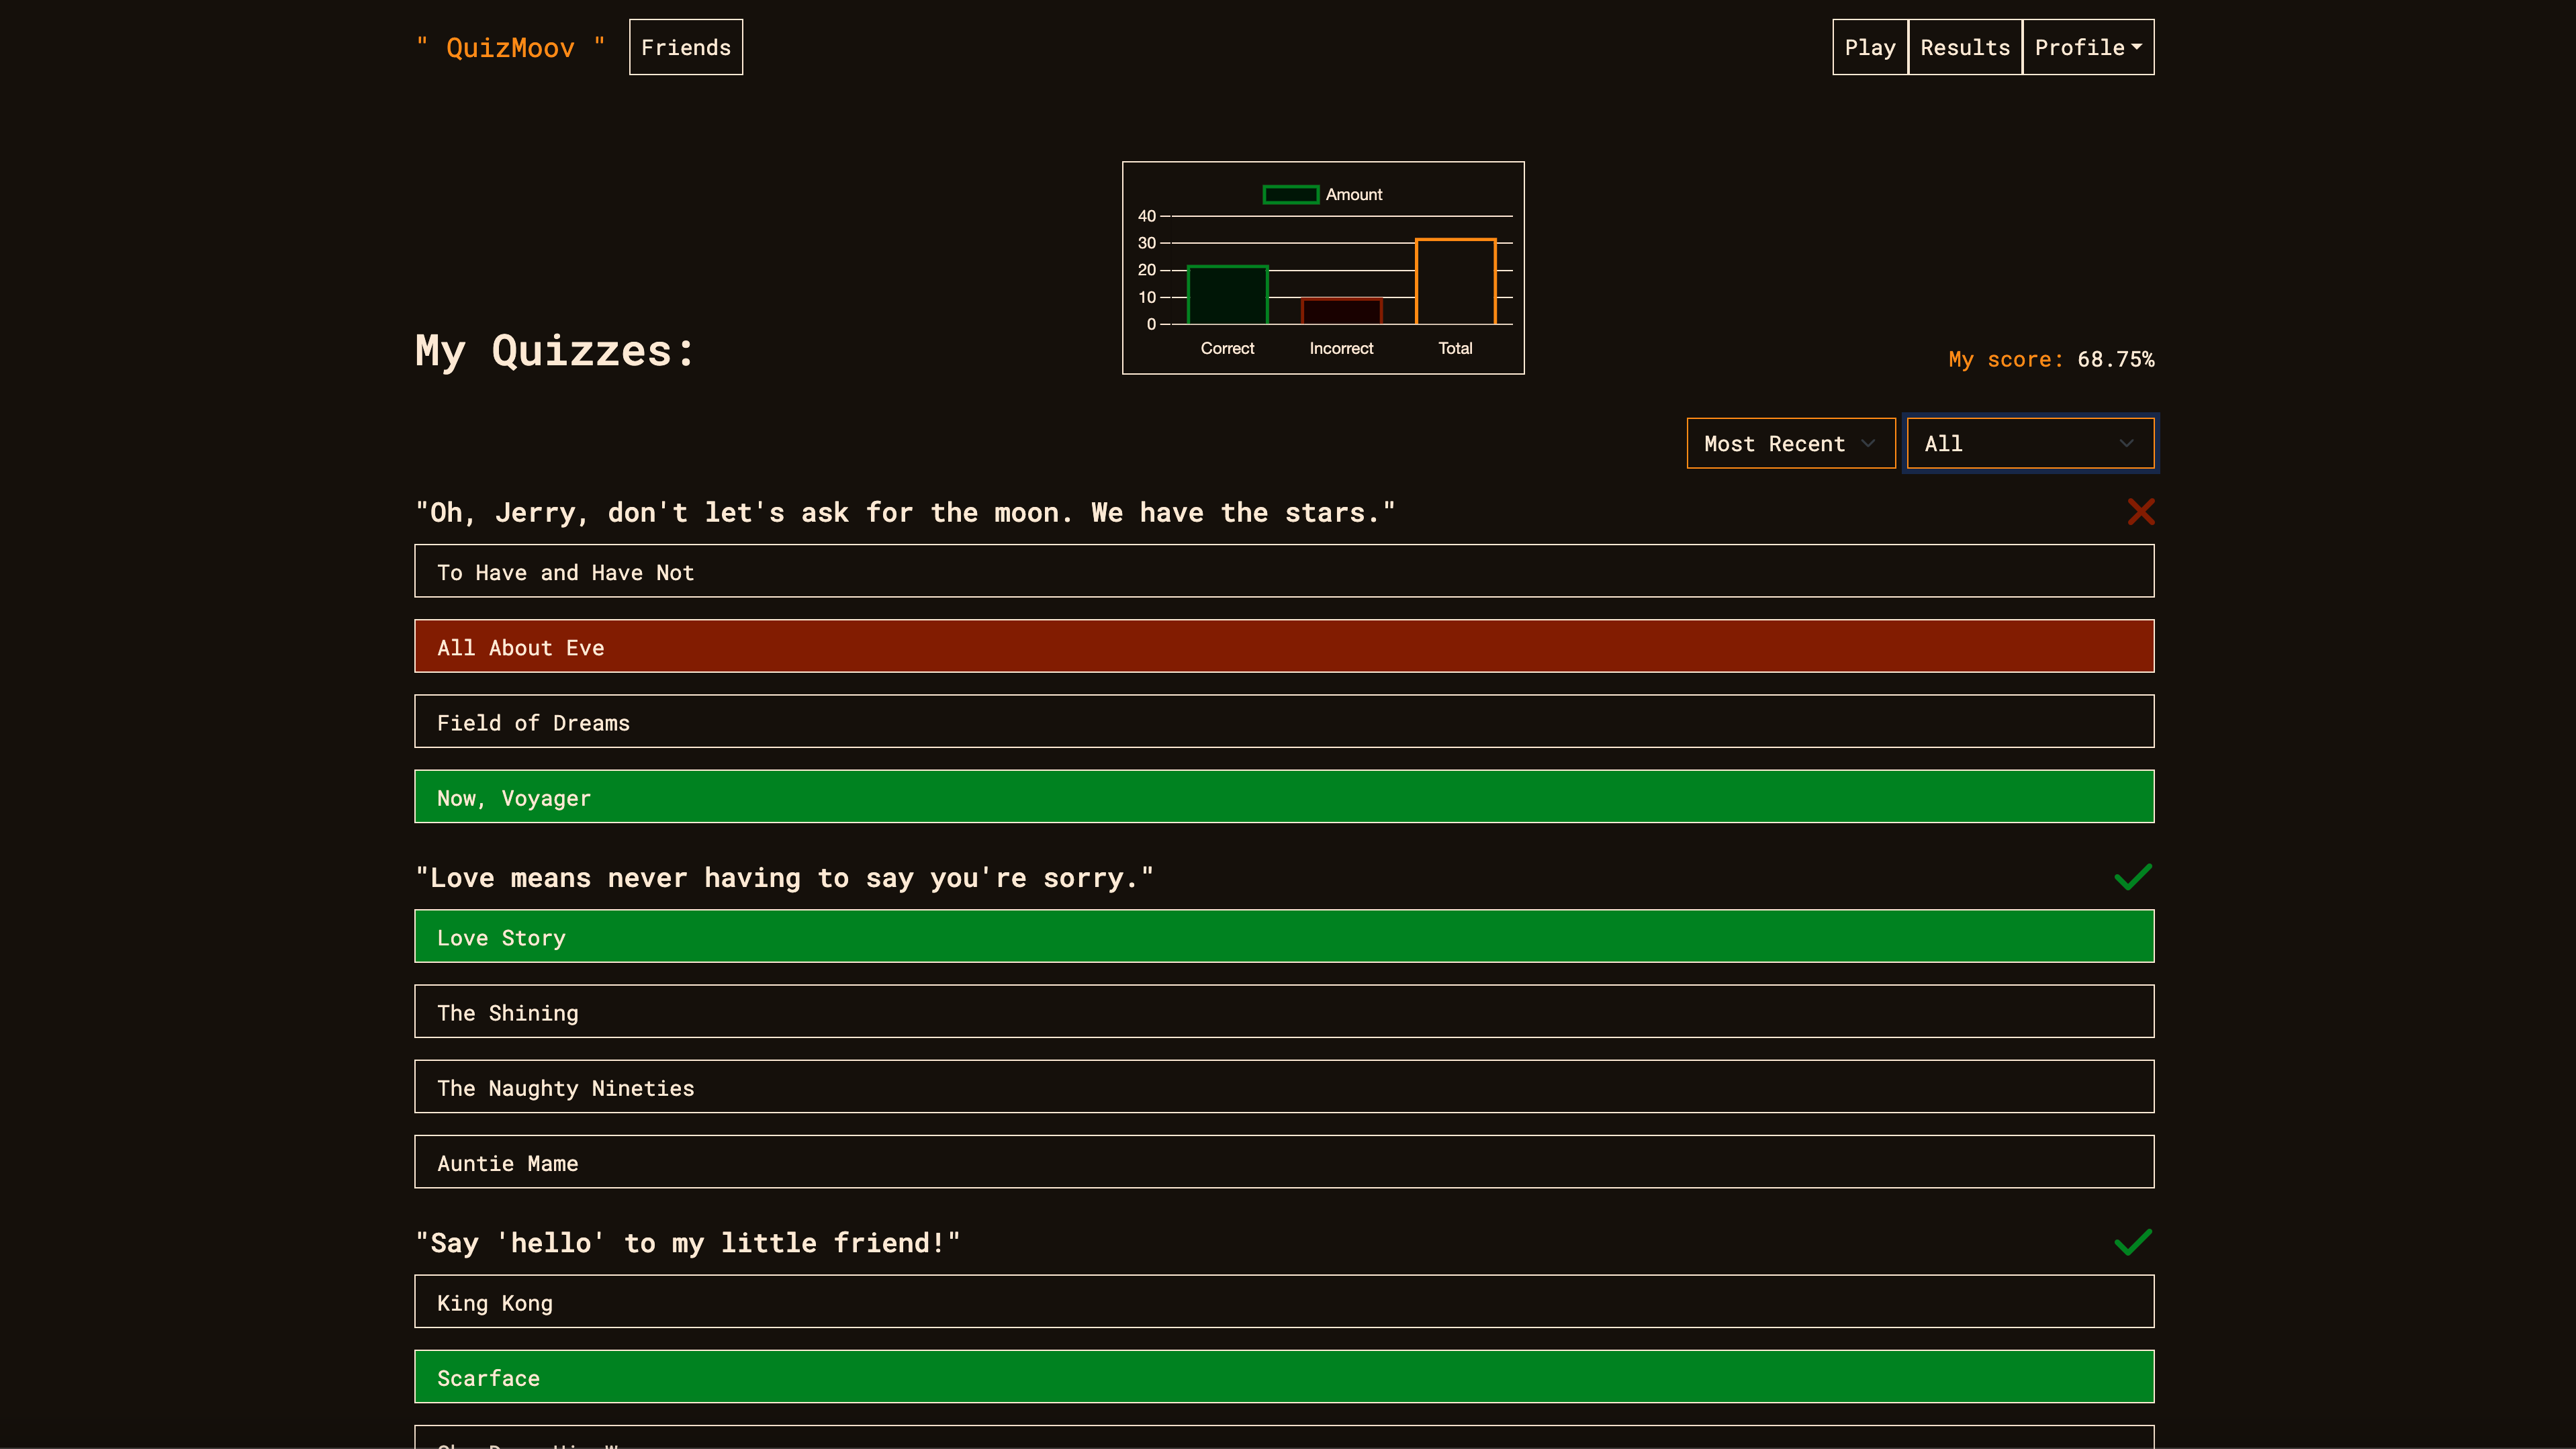 " QuizMoov " Friends Play Results Profile
Amount
40
30
20
10
0
Correct Incorrect Total
My Quizzes:
My score: 68.75%
Most Recent All
"Oh, Jerry, don't let's ask for the moon. We have the stars."
To Have and Have Not
All About Eve
Field of Dreams
Now, Voyager
"Love means never having to say you're sorry."
Love Story
The Shining
The Naughty Nineties
Auntie Mame
"Say 'hello' to my little friend!"
King Kong
Scarface